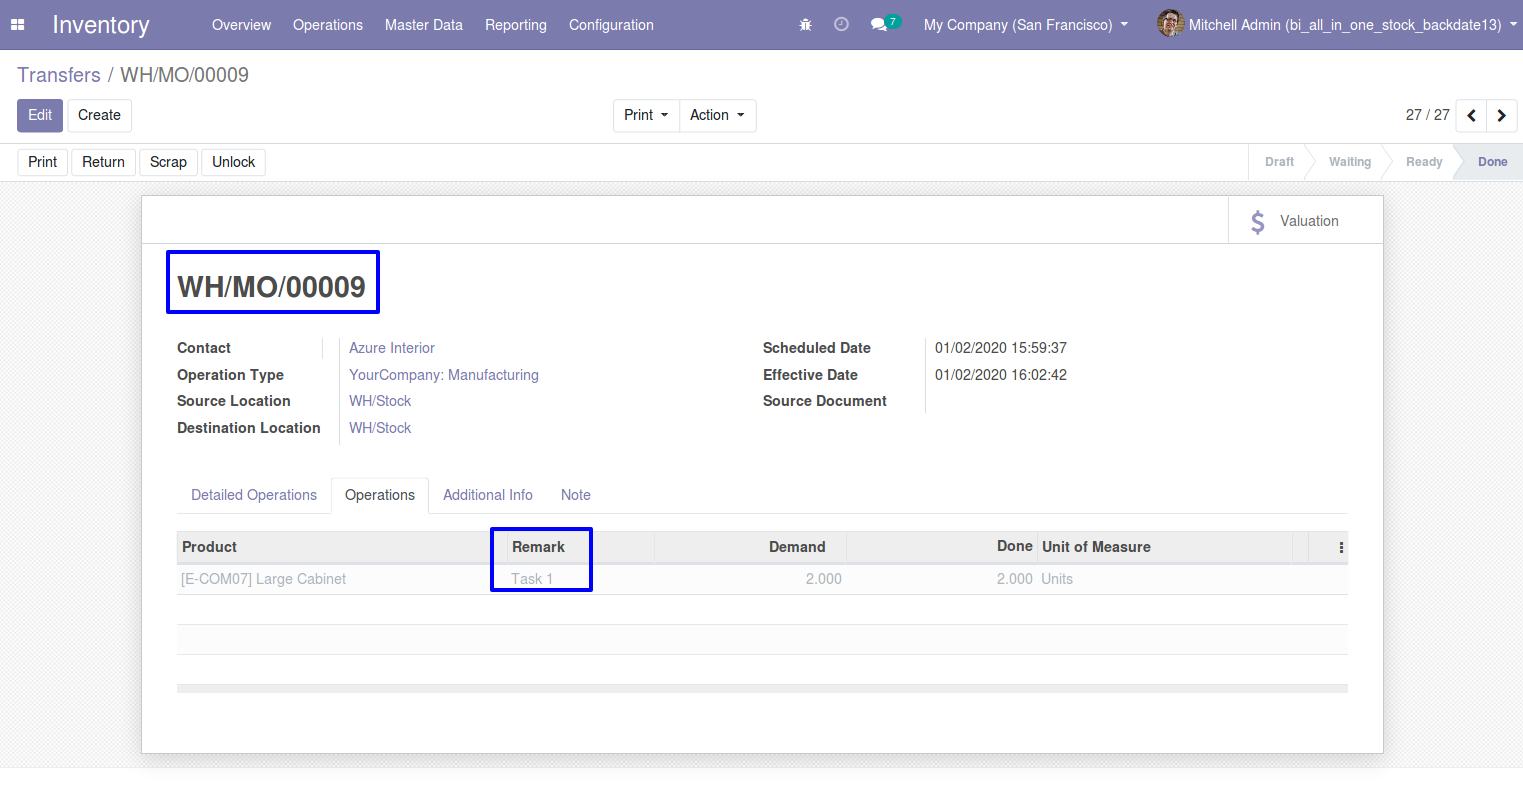 Inventory Overview Operations Master Data Reporting Configuration 7 My Company (San Francisco) Mitchell Admin (bi_all_in_one_stock_backdate13)
Transfers / WH/MO/00009
Edit Create Print Action 27 / 27
Print Return Scrap Unlock Draft Waiting Ready Done
$ Valuation
WH/MO/00009
Contact Azure Interior Scheduled Date 01/02/2020 15:59:37
Operation Type YourCompany: Manufacturing Effective Date 01/02/2020 16:02:42
Source Location WH/Stock Source Document
Destination Location WH/Stock
Detailed Operations Operations Additional Info Note
Product Remark Demand Done Unit of Measure
[E-COM07] Large Cabinet Task 1 2.000 2.000 Units